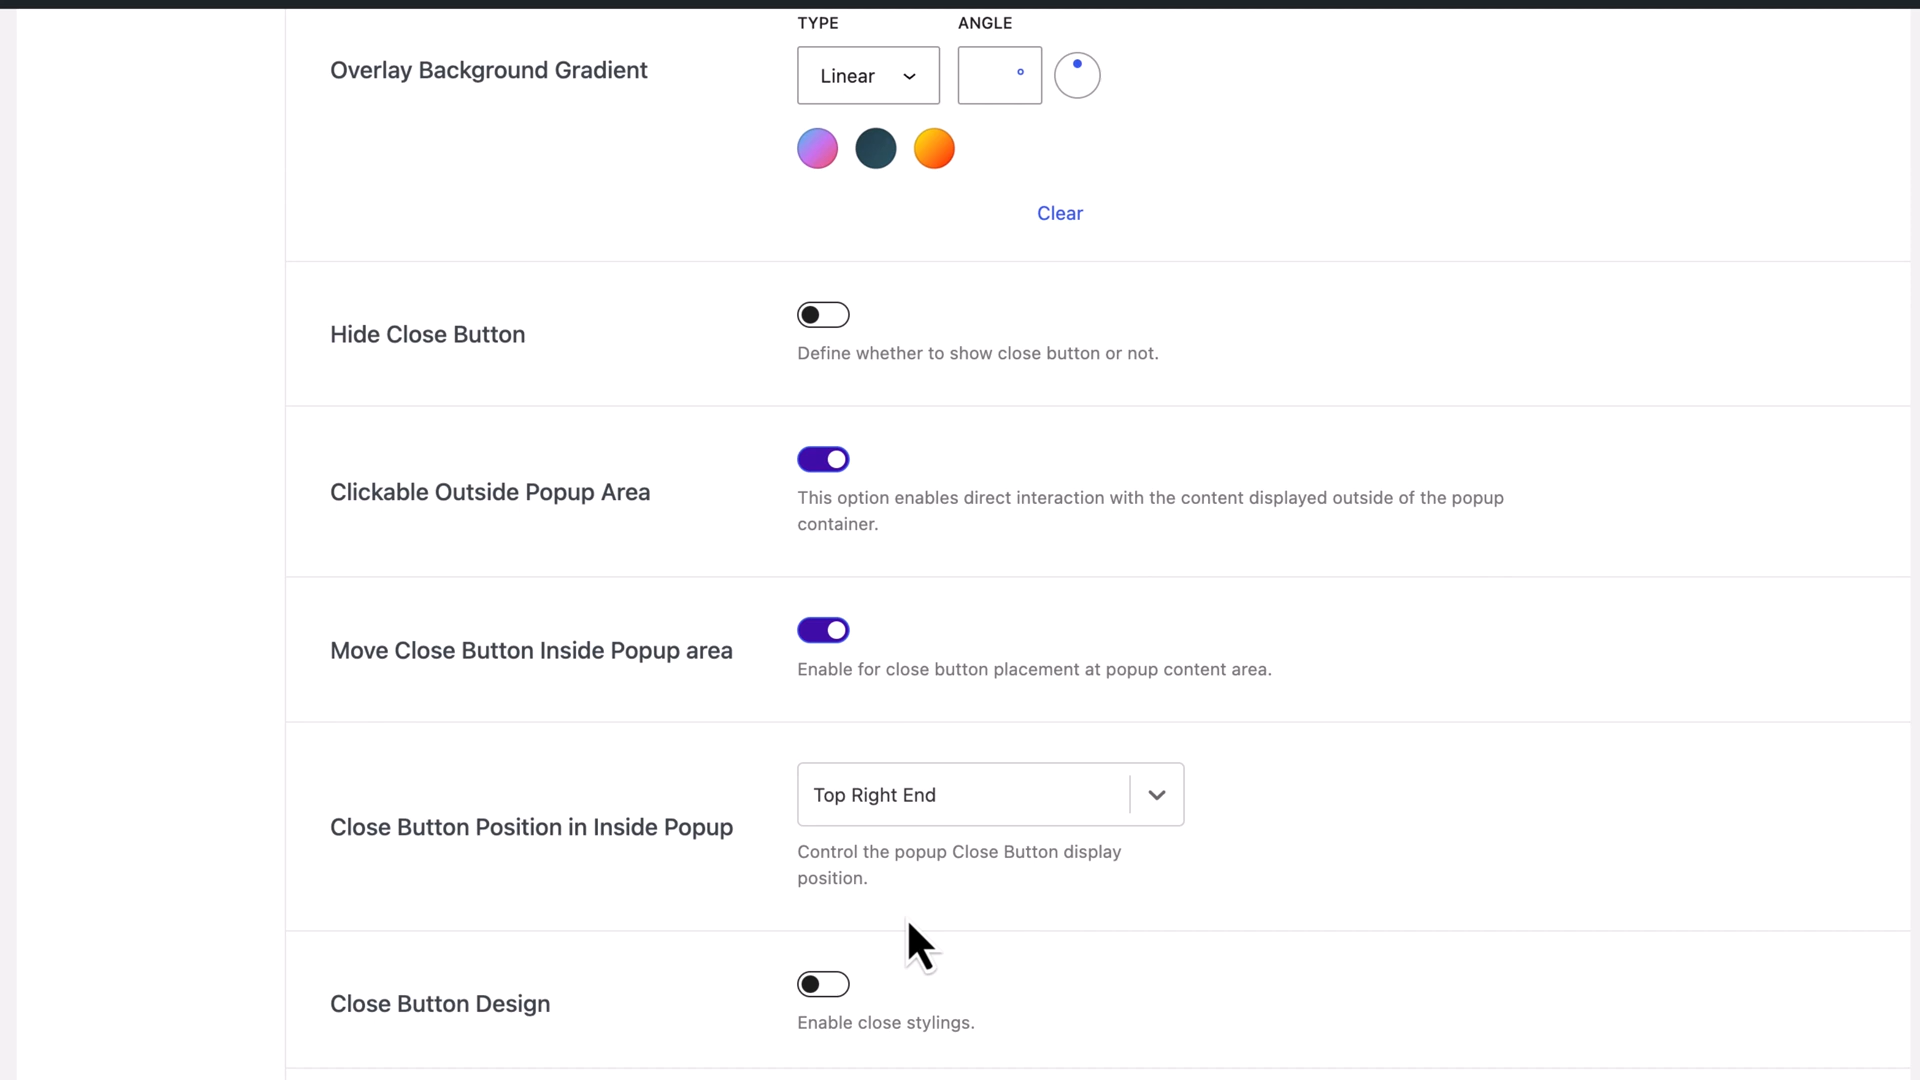 TYPE ANGLE
Overlay Background Gradient
Linear
°
Clear
Hide Close Button
Define whether to show close button or not.
Clickable Outside Popup Area
This option enables direct interaction with the content displayed outside of the popup
container.
Move Close Button Inside Popup area
Enable for close button placement at popup content area.
Close Button Position in Inside Popup
Top Right End
Control the popup Close Button display
position.
Close Button Design
Enable close stylings.